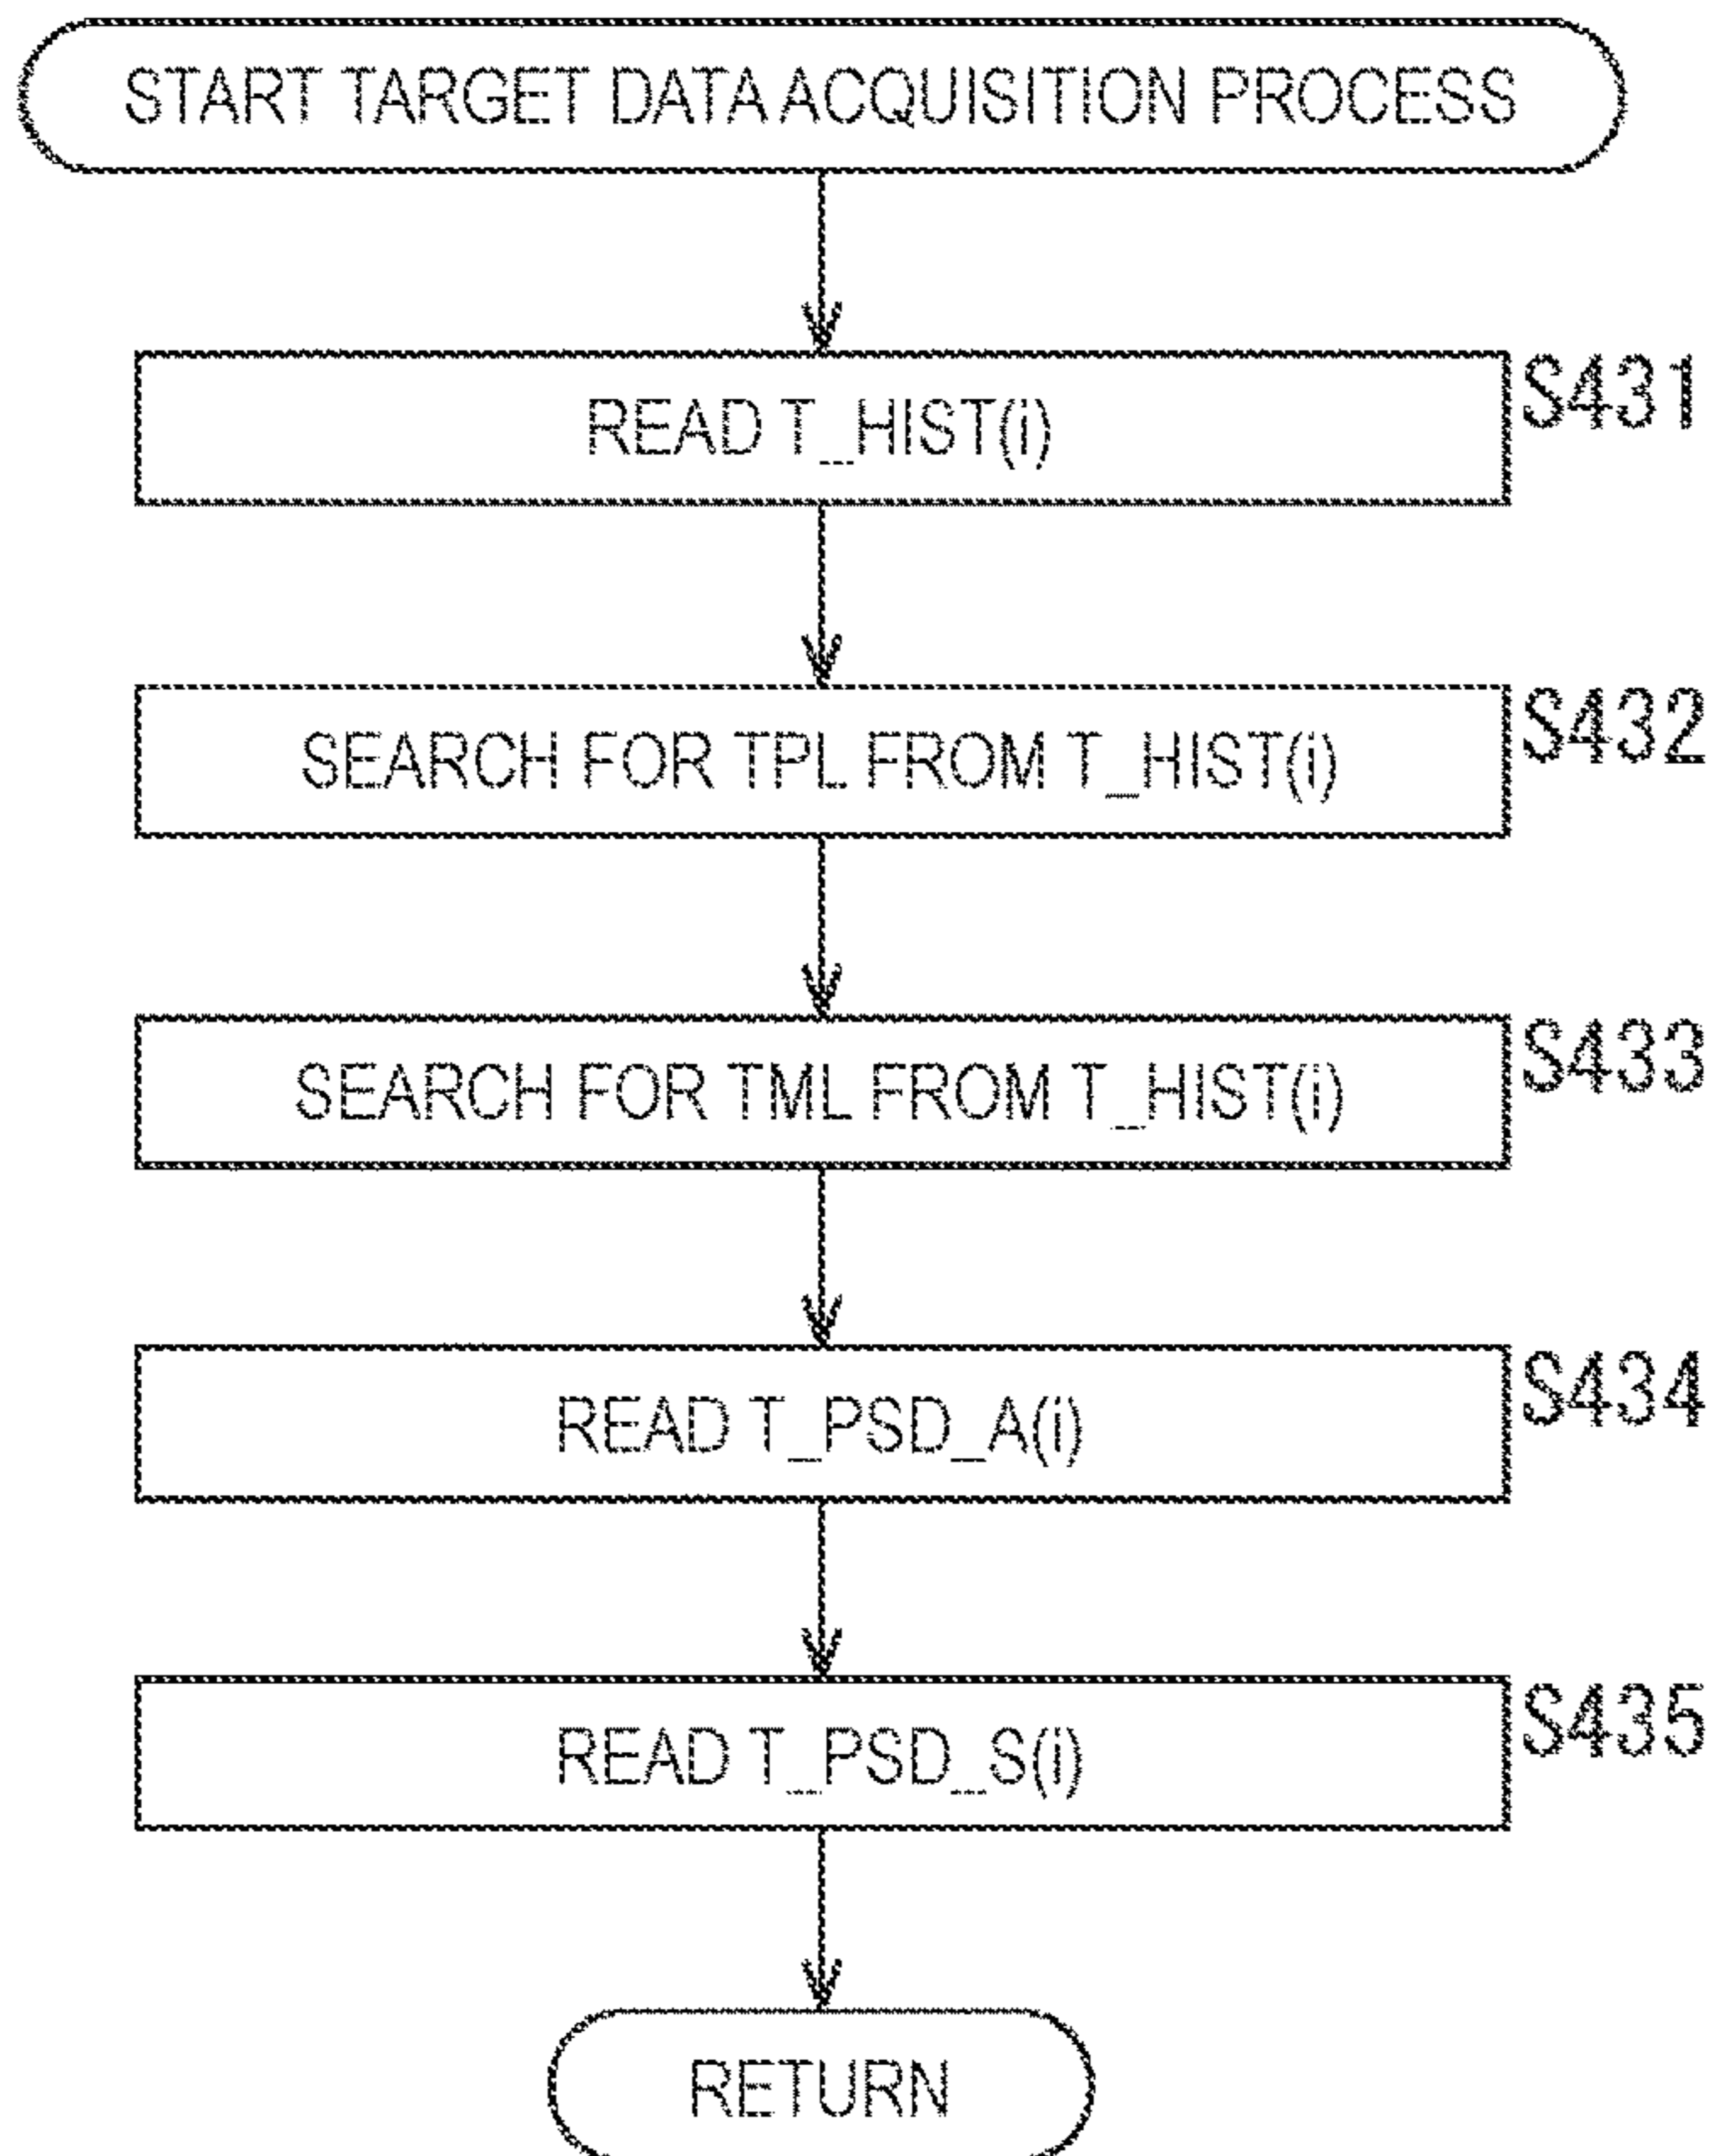 START TARGET DATA ACQUISITION PROCESS
READ T_HIST(i)
S431
SEARCH FOR TPL FROM T_HIST(i)
S432
SEARCH FOR TML FROM T_HIST(i)
S433
READ T_PSD_A(i)
S434
READ T_PSD_S(i)
S435
RETURN